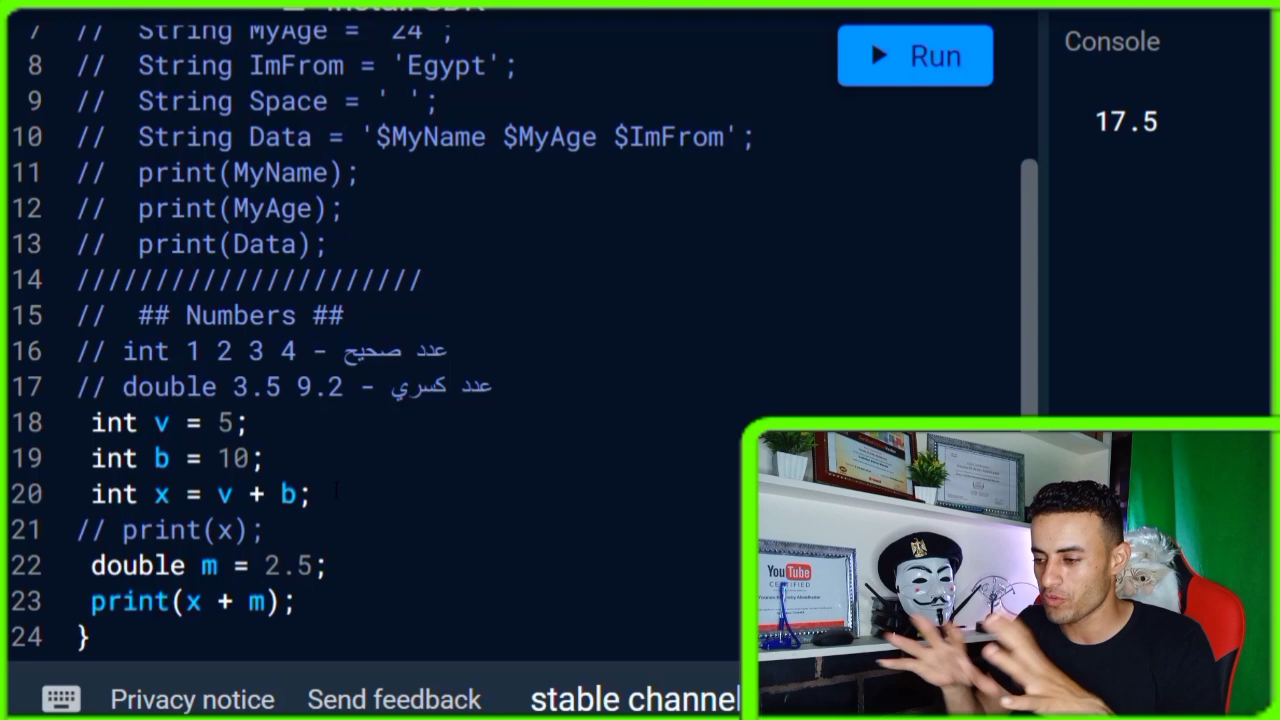 Install SDK
7 // String MyAge = ' 24 ';
8 // String ImFrom = 'Egypt';
9 // String Space = ' ';
10 // String Data = '$MyName $MyAge $ImFrom';
11 // print(MyName);
12 // print(MyAge);
13 // print(Data);
14 //////////////////////
15 // ## Numbers ##
16 // int 1 2 3 4 - عدد صحيح
17 // double 3.5 9.2 - عدد كسري
18 int v = 5;
19 int b = 10;
20 int x = v + b;
21 // print(x);
22 double m = 2.5;
23 print(x + m);
24 }
Run
Console
17.5
Privacy notice Send feedback stable channel
YouTube
CERTIFIED